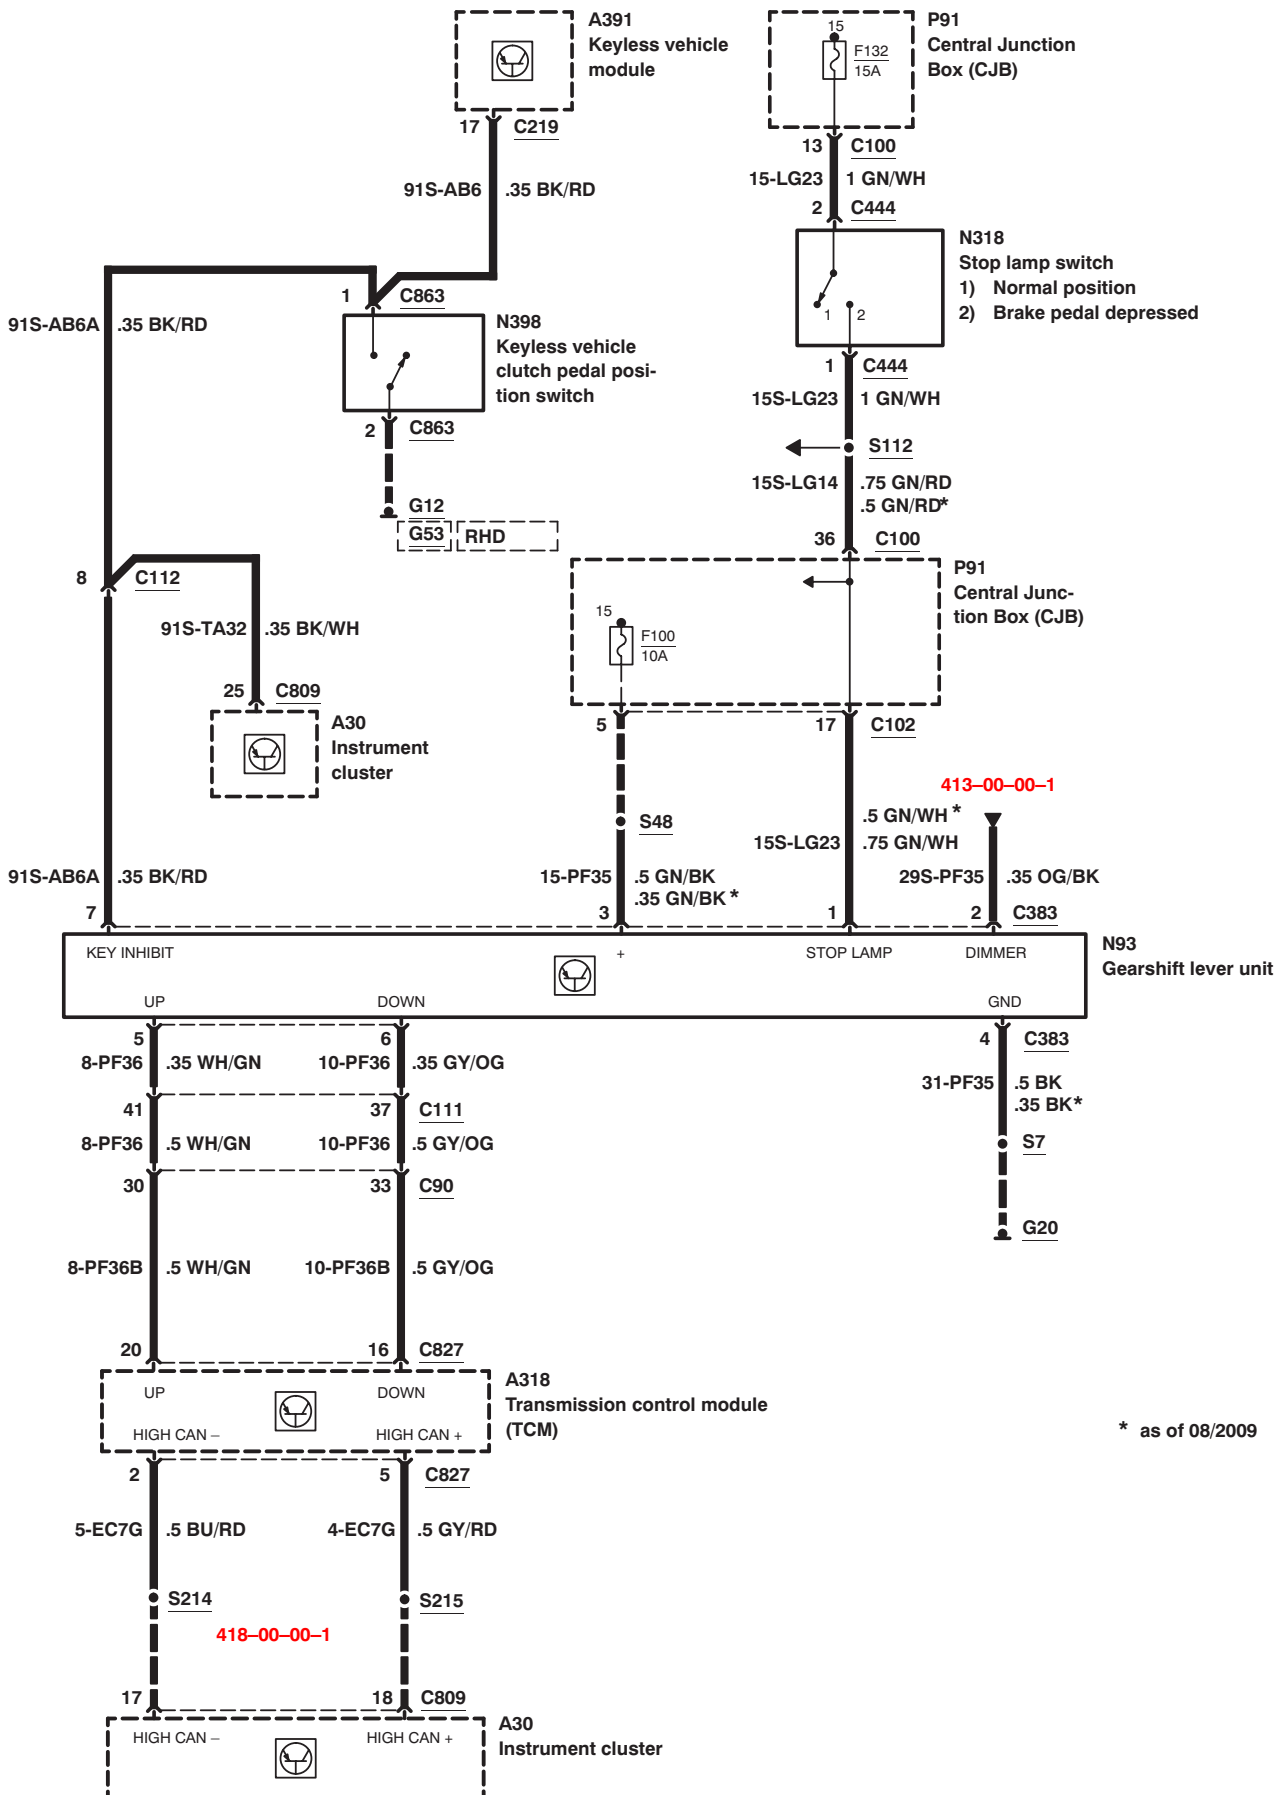 A391
Keyless vehicle
module
15
F132
15A
P91
Central Junction
Box (CJB)
17 C219
13 C100
91S-AB6 .35 BK/RD
15-LG23 1 GN/WH
2 C444
N318
Stop lamp switch
1) Normal position
2) Brake pedal depressed
1 2
1 C863
91S-AB6A .35 BK/RD
N398
Keyless vehicle
clutch pedal posi-
tion switch
1 C444
15S-LG23 1 GN/WH
2 C863
S112
15S-LG14 .75 GN/RD
.5 GN/RD*
G12
G53 RHD
36 C100
P91
Central Junc-
tion Box (CJB)
8 C112
15
F100
10A
91S-TA32 .35 BK/WH
25 C809
A30
Instrument
cluster
5 17 C102
413–00–00–1
S48
.5 GN/WH *
15S-LG23 .75 GN/WH
91S-AB6A .35 BK/RD
15-PF35 .5 GN/BK
.35 GN/BK *
29S-PF35 .35 OG/BK
7 3 1 2 C383
KEY INHIBIT + STOP LAMP DIMMER
N93
Gearshift lever unit
UP DOWN GND
5 6 4 C383
8-PF36 .35 WH/GN 10-PF36 .35 GY/OG
31-PF35 .5 BK
.35 BK*
41 37 C111
8-PF36 .5 WH/GN 10-PF36 .5 GY/OG
S7
30 33 C90
G20
8-PF36B .5 WH/GN 10-PF36B .5 GY/OG
20 16 C827
UP DOWN
HIGH CAN – HIGH CAN +
A318
Transmission control module
(TCM)
* as of 08/2009
2 5 C827
5-EC7G .5 BU/RD 4-EC7G .5 GY/RD
S214 S215
418–00–00–1
17 18 C809
HIGH CAN – HIGH CAN +
A30
Instrument cluster